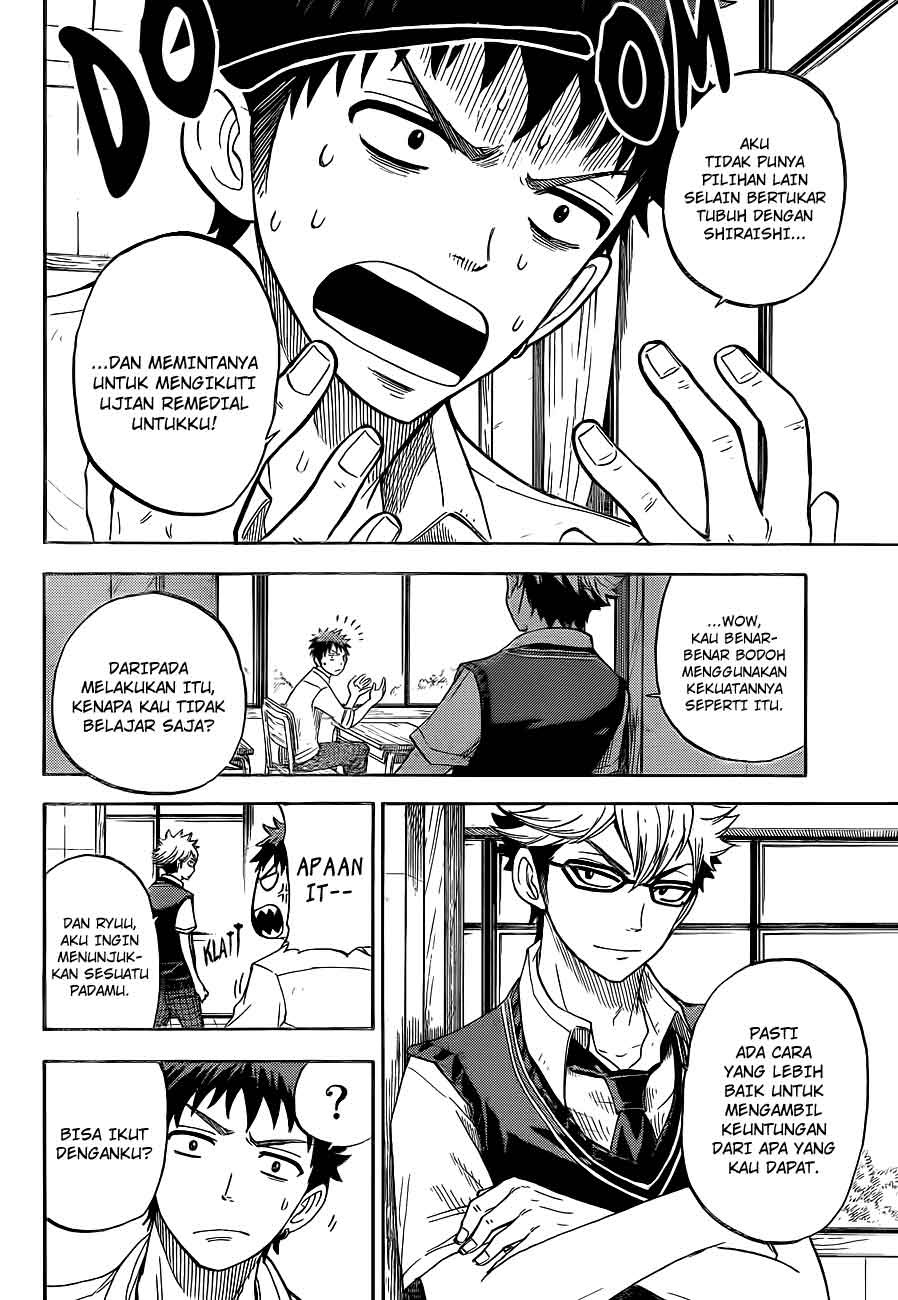 DO OM
AKU
TIDAK PUNYA
PILIHAN LAIN
SELAIN BERTUKAR
TUBUH DENGAN
SHIRAISHI...
...DAN MEMINTANYA
UNTUK MENGIKUTI
UJIAN REMEDIAL
UNTUKKU!
...WOW,
KAU BENAR-
BENAR BODOH
MENGGUNAKAN
KEKUATANNYA
SEPERTI ITU.
DARIPADA
MELAKUKAN ITU,
KENAPA KAU TIDAK
BELAJAR SAJA?
PASTI
ADA CARA
YANG LEBIH
BAIK UNTUK
MENGAMBIL
KEUNTUNGAN
DARI APA YANG
KAU DAPAT.
APAAN
IT--
KLATT
DAN RYUU,
AKU INGIN
MENUNJUK-
KAN SESUATU
PADAMU.
?
BISA IKUT
DENGANKU?